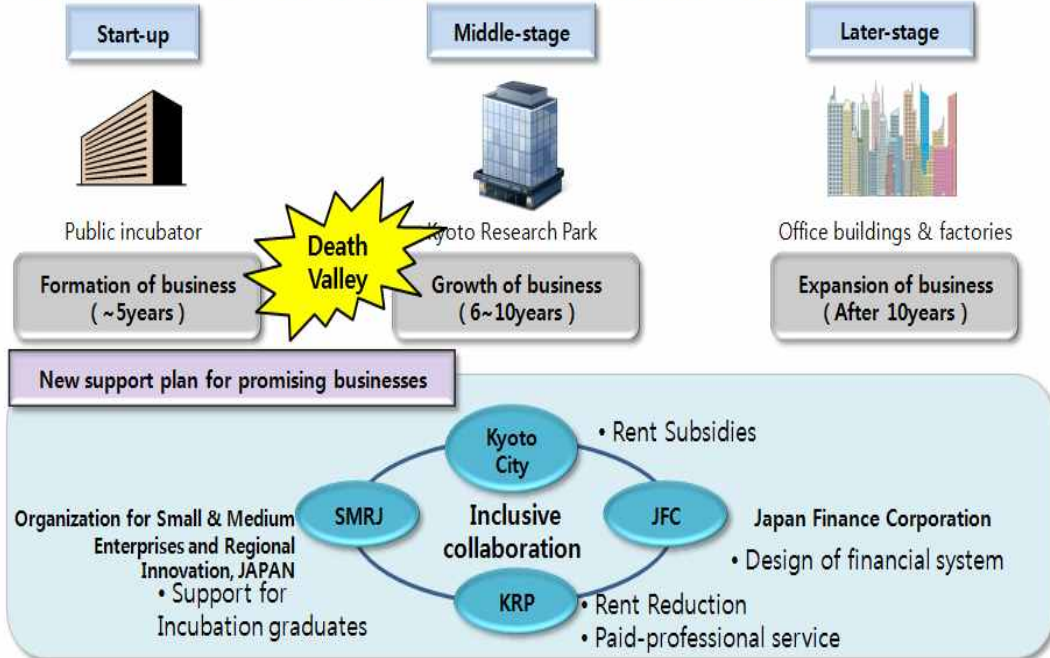 Start-up
Middle-stage
Later-stage
Public incubator
Death
Valley
Kyoto Research Park
Office buildings & factories
Formation of business
( ~5years )
Growth of business
( 6~10years )
Expansion of business
( After 10years )
New support plan for promising businesses
Kyoto
City
• Rent Subsidies
SMRJ
Organization for Small & Medium
Enterprises and Regional
Innovation, JAPAN
• Support for
Incubation graduates
Inclusive
collaboration
JFC
Japan Finance Corporation
• Design of financial system
KRP
• Rent Reduction
• Paid-professional service